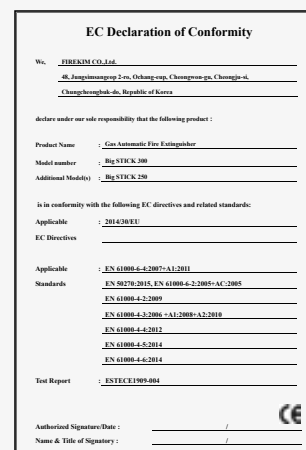 EC Declaration of Conformity
We, FIREKIM CO.,Ltd.
48, Jungsimsangeop 2-ro, Ochang-eup, Cheongwon-gu, Cheongju-si,
Chungcheongbuk-do, Republic of Korea
declare under our sole responsibility that the following product :
Product Name : Gas Automatic Fire Extinguisher
Model number : Big STICK 300
Additional Model(s) : Big STICK 250
is in conformity with the following EC directives and related standards:
Applicable : 2014/30/EU
EC Directives
Applicable : EN 61000-6-4:2007+A1:2011
Standards EN 50270:2015, EN 61000-6-2:2005+AC:2005
EN 61000-4-2:2009
EN 61000-4-3:2006 +A1:2008+A2:2010
EN 61000-4-4:2012
EN 61000-4-5:2014
EN 61000-4-6:2014
Test Report : ESTECE1909-004
CE
Authorized Signature/Date : /
Name & Title of Signatory : /